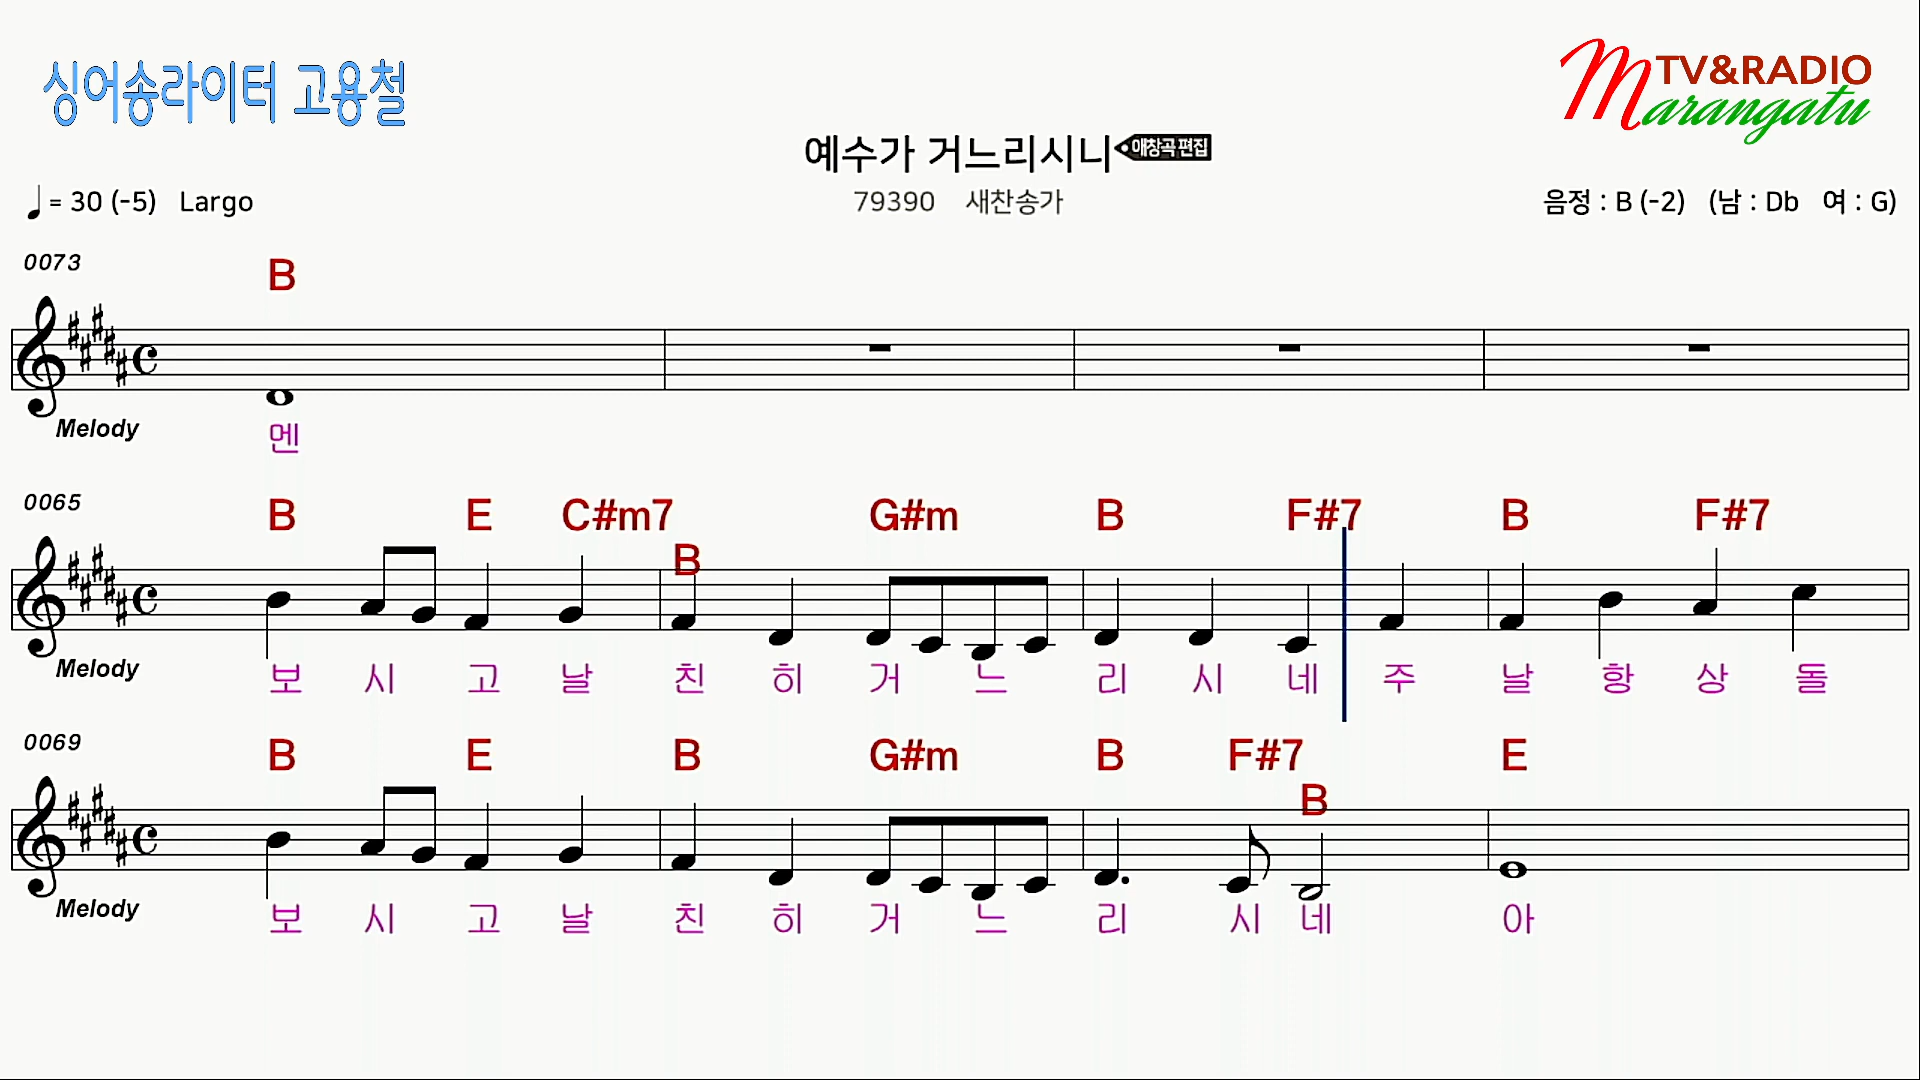 싱어송라이터 고용철
TV&RADIO
Marangatu
예수가 거느리시니 애창곡 편집
= 30 (-5) Largo
79390 새찬송가
음정 : B (-2) (남 : Db 여 : G)
0073
B
Melody
멘
0065
B E C#m7 B G#m B F#7 B F#7
Melody
보 시 고 날 친 히 거 느 리 시 네 주 날 항 상 돌
0069
B E B G#m B F#7 B E
Melody
보 시 고 날 친 히 거 느 리 시 네 아